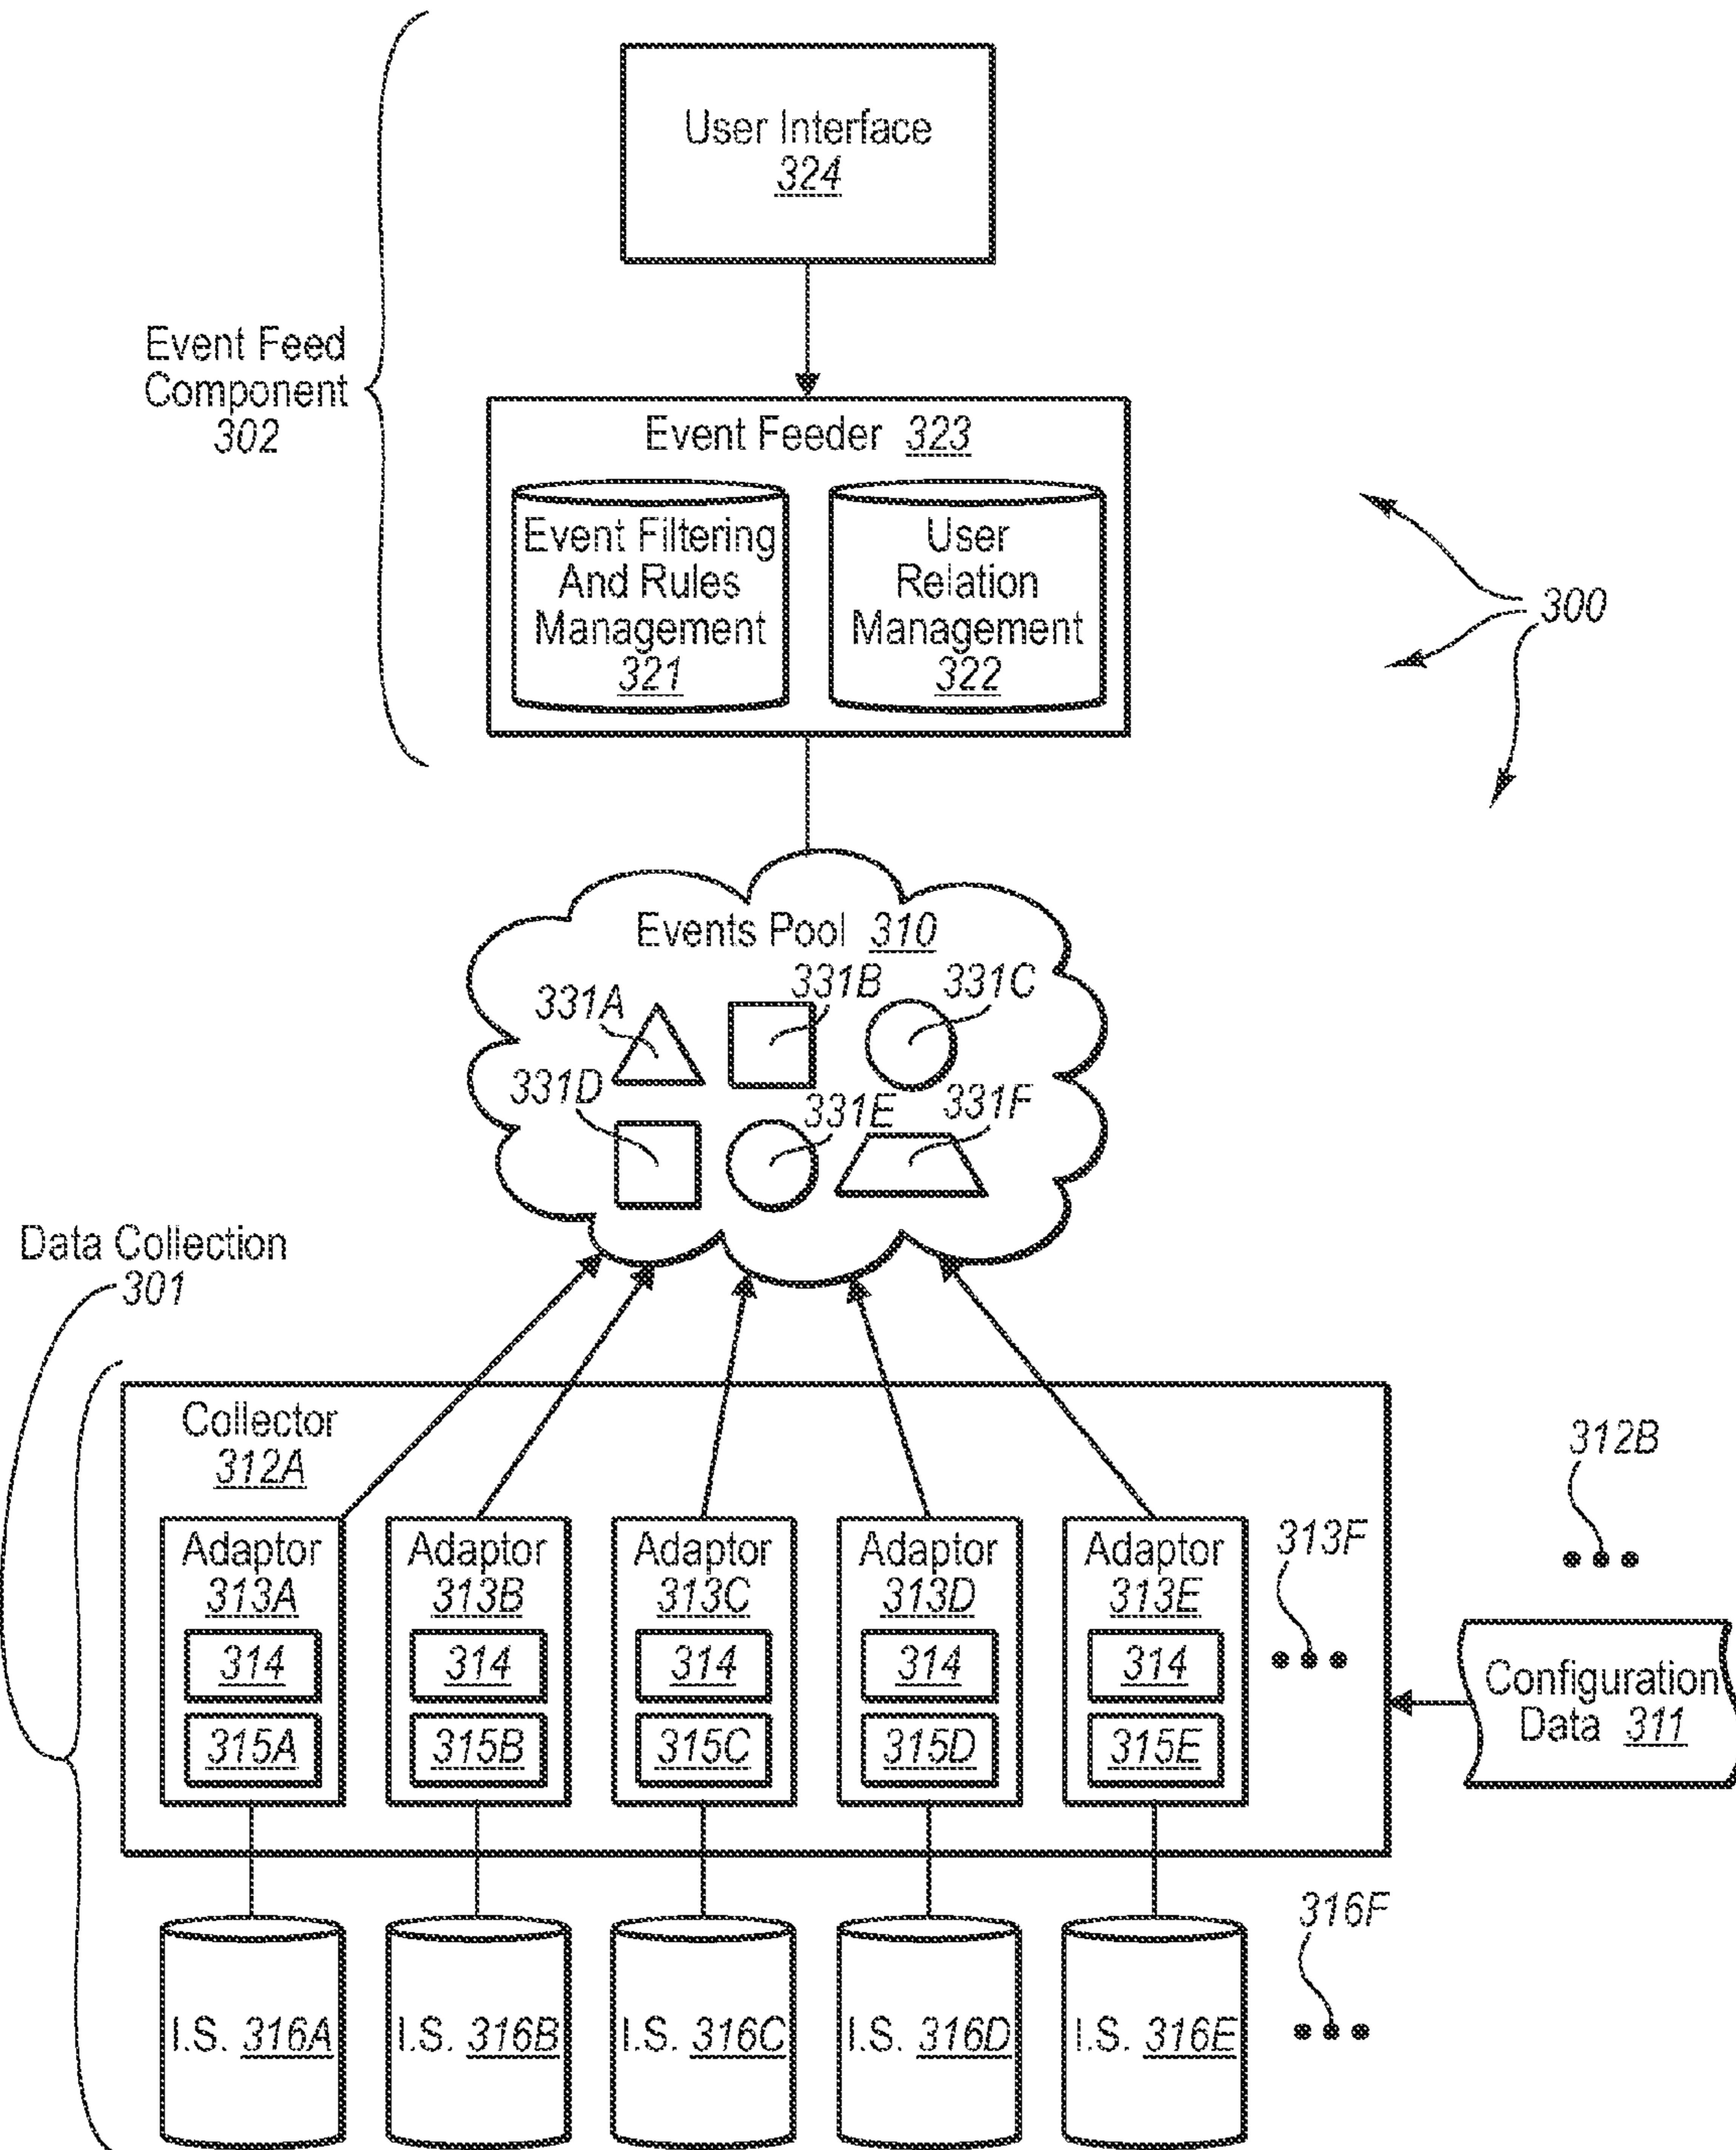 User Interface
324
Event Feed
Component
302
Event Feeder 323
Event Filtering
And Rules
Management
321
User
Relation
Management
322
300
Events Pool 310
331A
331B
331C
331D
331E
331F
Data Collection
301
Collector
312A
312B
Adaptor
313A
314
315A
Adaptor
313B
314
315B
Adaptor
313C
314
315C
Adaptor
313D
314
315D
Adaptor
313E
314
315E
313F
Configuration
Data 311
I.S. 316A
I.S. 316B
I.S. 316C
I.S. 316D
I.S. 316E
316F